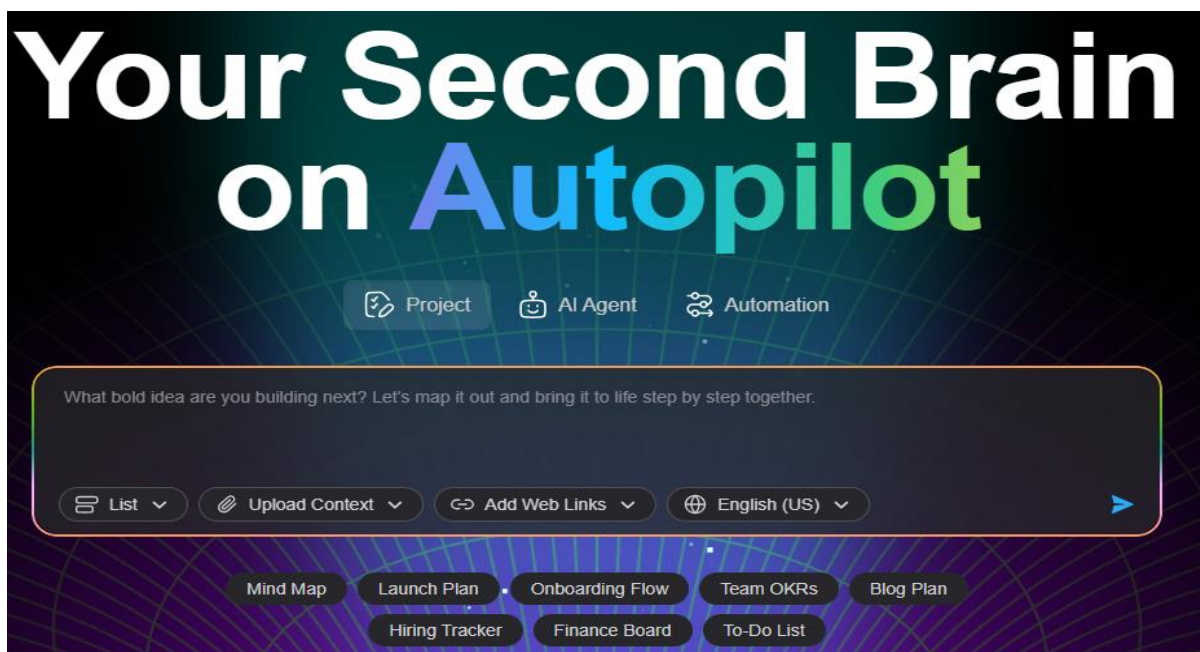 Your Second Brain
on Autopilot
Project AI Agent Automation
What bold idea are you building next? Let's map it out and bring it to life step by step together.
List Upload Context Add Web Links English (US)
Mind Map Launch Plan Onboarding Flow Team OKRs Blog Plan
Hiring Tracker Finance Board To-Do List